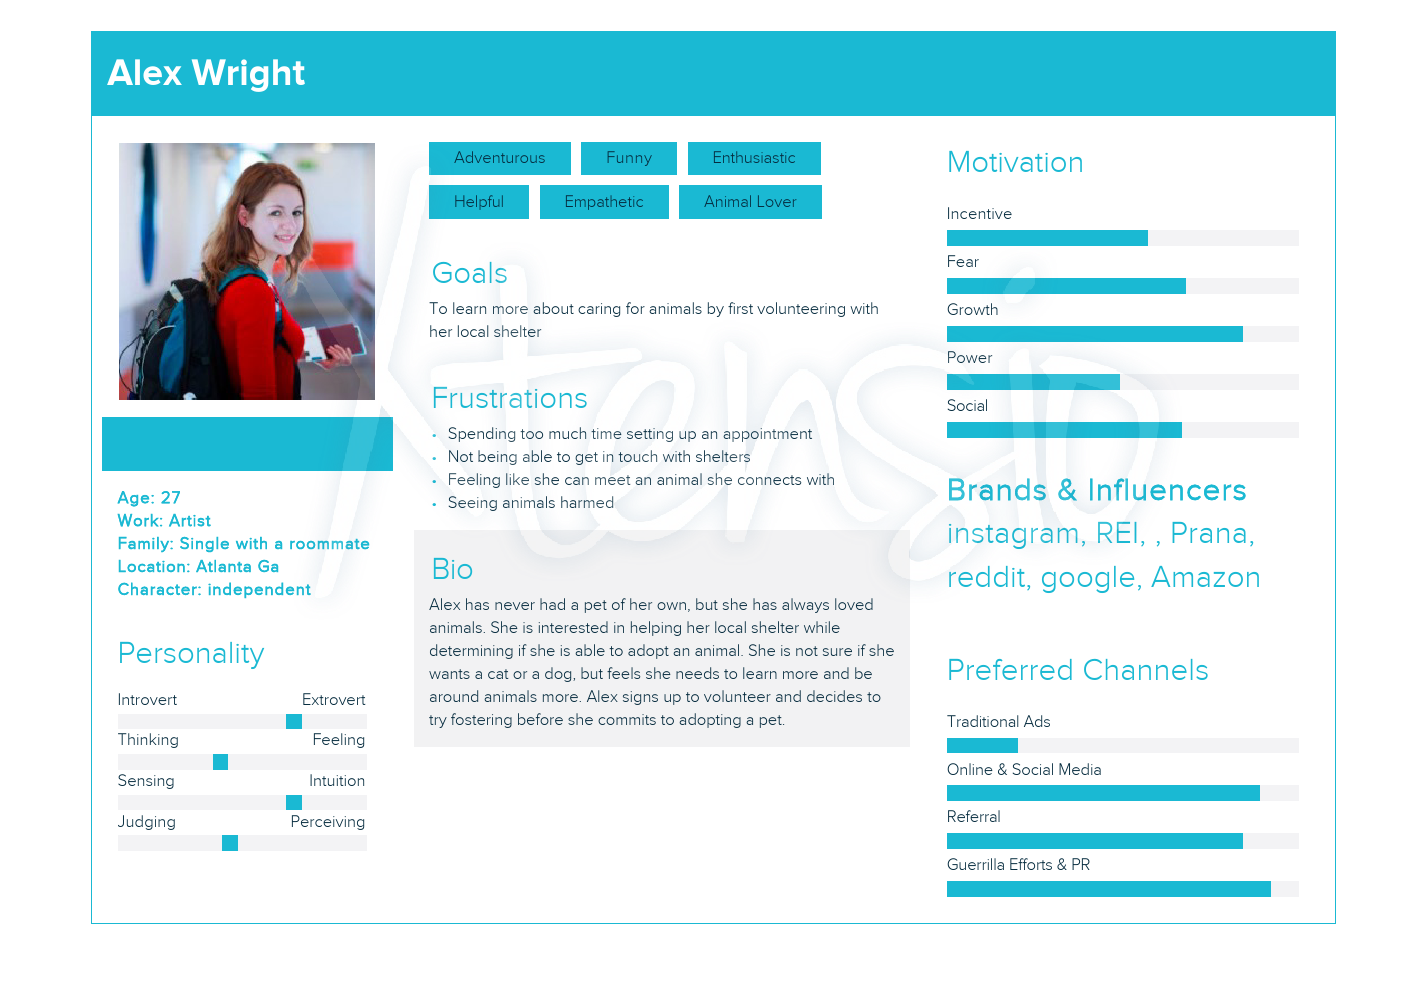 Alex Wright
Adventurous Funny Enthusiastic
Helpful Empathetic Animal Lover
Goals
To learn more about caring for animals by first volunteering with
her local shelter
Frustrations
• Spending too much time setting up an appointment
• Not being able to get in touch with shelters
• Feeling like she can meet an animal she connects with
• Seeing animals harmed
Bio
Alex has never had a pet of her own, but she has always loved
animals. She is interested in helping her local shelter while
determining if she is able to adopt an animal. She is not sure if she
wants a cat or a dog, but feels she needs to learn more and be
around animals more. Alex signs up to volunteer and decides to
try fostering before she commits to adopting a pet.
Age: 27
Work: Artist
Family: Single with a roommate
Location: Atlanta Ga
Character: independent
Personality
Introvert Extrovert
Thinking Feeling
Sensing Intuition
Judging Perceiving
Motivation
Incentive
Fear
Growth
Power
Social
Brands & Influencers
instagram, REI, , Prana,
reddit, google, Amazon
Preferred Channels
Traditional Ads
Online & Social Media
Referral
Guerrilla Efforts & PR
Xtensio